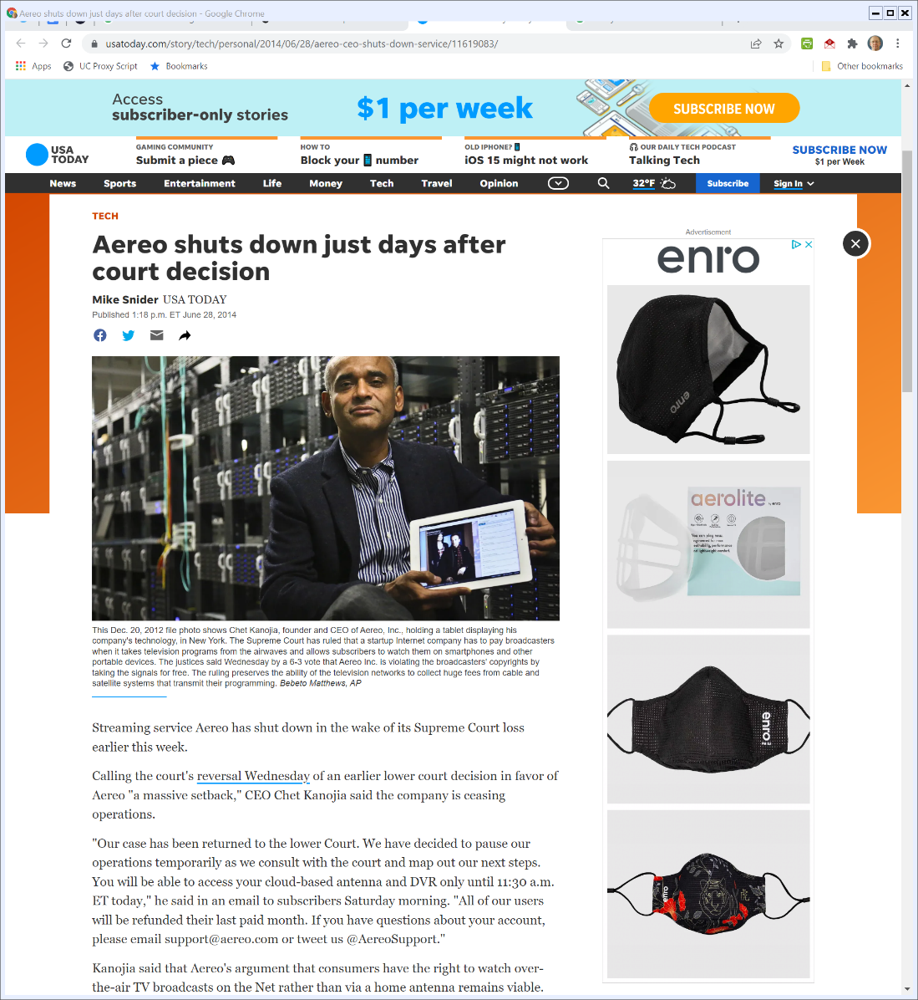 Aereo shuts down just days after court decision - Google Chrome
usatoday.com/story/tech/personal/2014/06/28/aereo-ceo-shuts-down-service/11619083/
Apps UC Proxy Script Bookmarks Other bookmarks
Access
subscriber-only stories
$1 per week
SUBSCRIBE NOW
USA
TODAY
GAMING COMMUNITY
Submit a piece
HOW TO
Block your number
OLD IPHONE?
iOS 15 might not work
OUR DAILY TECH PODCAST
Talking Tech
SUBSCRIBE NOW
$1 per Week
News Sports Entertainment Life Money Tech Travel Opinion 32°F Subscribe Sign In
TECH
Aereo shuts down just days after
court decision
Mike Snider USA TODAY
Published 1:18 p.m. ET June 28, 2014
This Dec. 20, 2012 file photo shows Chet Kanojia, founder and CEO of Aereo, Inc., holding a tablet displaying his
company's technology, in New York. The Supreme Court has ruled that a startup Internet company has to pay broadcasters
when it takes television programs from the airwaves and allows subscribers to watch them on smartphones and other
portable devices. The justices said Wednesday by a 6-3 vote that Aereo Inc. is violating the broadcasters' copyrights by
taking the signals for free. The ruling preserves the ability of the television networks to collect huge fees from cable and
satellite systems that transmit their programming. Bebeto Matthews, AP
Streaming service Aereo has shut down in the wake of its Supreme Court loss
earlier this week.
Calling the court's reversal Wednesday of an earlier lower court decision in favor of
Aereo "a massive setback," CEO Chet Kanojia said the company is ceasing
operations.
"Our case has been returned to the lower Court. We have decided to pause our
operations temporarily as we consult with the court and map out our next steps.
You will be able to access your cloud-based antenna and DVR only until 11:30 a.m.
ET today," he said in an email to subscribers Saturday morning. "All of our users
will be refunded their last paid month. If you have questions about your account,
please email support@aereo.com or tweet us @AereoSupport."
Kanojia said that Aereo's argument that consumers have the right to watch over-
the-air TV broadcasts on the Net rather than via a home antenna remains viable.
Advertisement
enro
enro
aerolite by enro
You can play now.
enro
enro